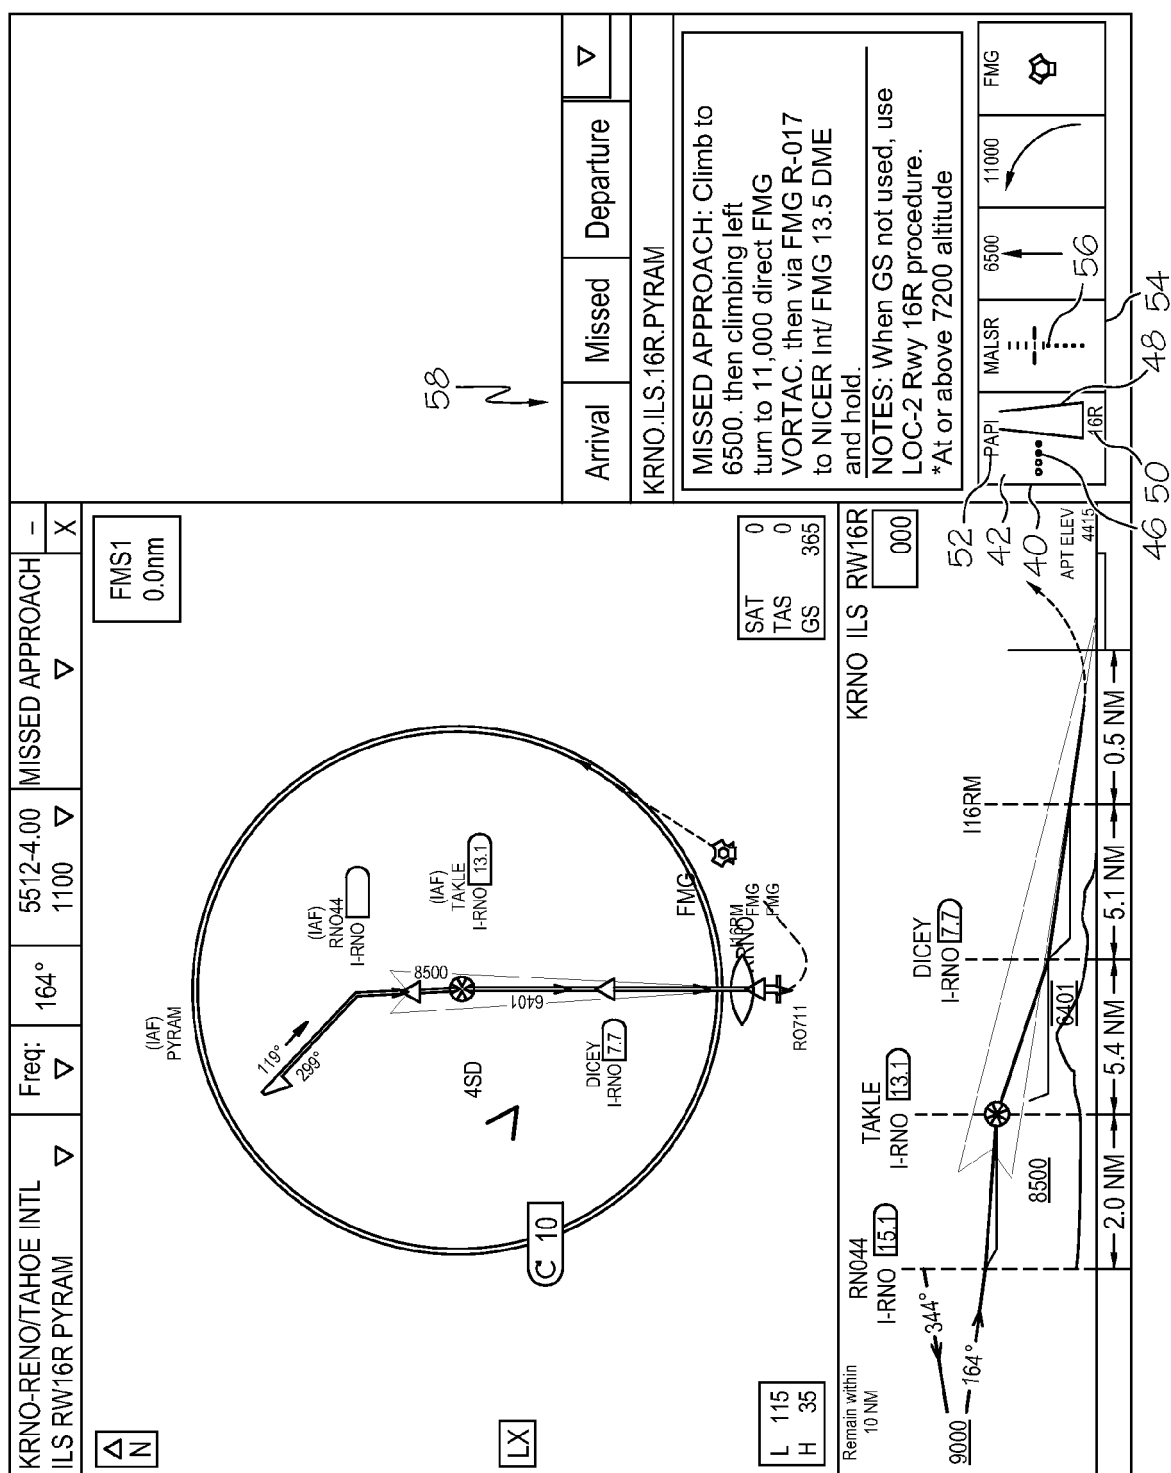 KRNO-RENO/TAHOE INTL
ILS RW16R PYRAM
Freq:
164°
5512-4.00
1100
MISSED APPROACH
–
X
N
FMS1
0.0nm
(IAF)
PYRAM
119°
299°
(IAF)
RNO44
I-RNO
8500
(IAF)
TAKLE
I-RNO 13.1
6401
4SD
DICEY
I-RNO 7.7
FMG
I16RM
KRNO
FMG
FMG
RO711
10
LX
L 115
H 35
SAT 0
TAS 0
GS 365
58
Arrival
Missed
Departure
KRNO.ILS.16R.PYRAM
MISSED APPROACH: Climb to
6500. then climbing left
turn to 11,000 direct FMG
VORTAC. then via FMG R-017
to NICER Int/ FMG 13.5 DME
and hold.
NOTES: When GS not used, use
LOC-2 Rwy 16R procedure.
*At or above 7200 altitude
PAPI
16R
MALSR
6500
11000
FMG
52
42
40
46
50
48
54
56
KRNO ILS RW16R
000
Remain within
10 NM
9000
344°
164°
RN044
I-RNO 15.1
TAKLE
I-RNO 13.1
DICEY
I-RNO 7.7
I16RM
8500
6401
APT ELEV
4415
2.0 NM
5.4 NM
5.1 NM
0.5 NM